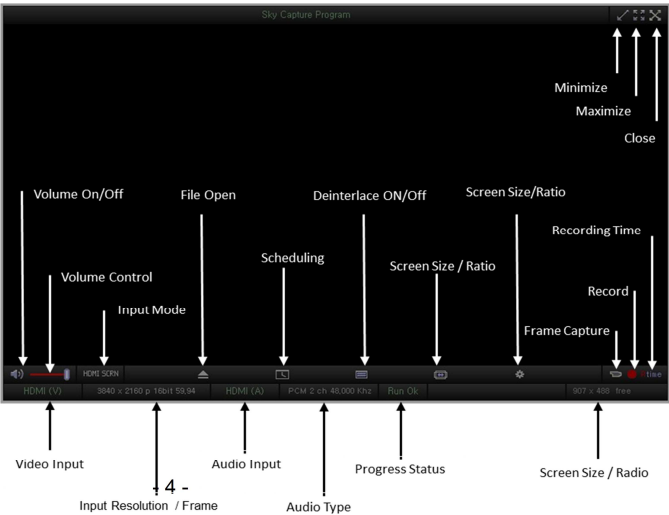 Sky Capture Program
Minimize
Maximize
Close
Volume On/Off
File Open
Deinterlace ON/Off
Screen Size/Ratio
Recording Time
Scheduling
Screen Size / Ratio
Volume Control
Input Mode
Record
Frame Capture
HDMI SCRN
time
HDMI (V)
3840 x 2160 p 16bit 59,94
HDMI (A)
PCM 2 ch 48,000 Khz
Run Ok
907 x 488 free
Video Input
Audio Input
Progress Status
Screen Size / Radio
- 4 -
Input Resolution / Frame
Audio Type